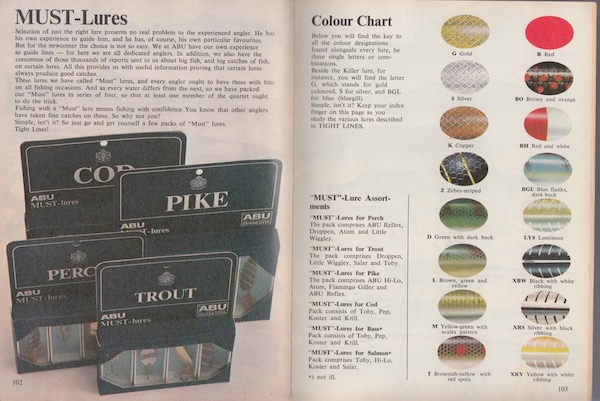 MUST-Lures
Selection of just the right lure presents no real problem to the experienced angler. He has
his own experience to guide him, and he has, of course, his own particular favourites.
But for the newcomer the choice is not so easy. We at ABU have our own experience
as guide lines — for here we are all dedicated anglers. In addition, we also have the
concensus of those thousands of reports sent to us about big fish, and big catches of fish,
on certain lures. All this provides us with useful information proving that certain lures
always produce good catches.
These lures we have called "Must" lures, and every angler ought to have these with him
on all fishing occasions. And as every water differs from the next, so we have packed
our "Must" lures in series of four, so that at least one member of the quartet ought
to do the trick.
Fishing with a "Must" lure means fishing with confidence You know that other anglers
have taken fine catches on these. So why not you?
Simple, isn't it? So just go and get yourself a few packs of "Must" lures.
Tight Lines!
COD
ABU
MUST-lures
PIKE
ABU
MUST-lures
ABU
SVÄNGSTA
PERC
ABU
MUST-lures
TROUT
ABU
MUST-lures
ABU
SVÄNGSTA
102
Colour Chart
Below you will find the key to
all the colour designations
found alongside every lure, be
these single letters or com-
binations.
Beside the Killer lure, for
instance, you will find the letter
G, which stands for gold
coloured, S for silver, and BGL
for blue (bluegill).
Simple, isn't it? Keep your index
finger on this page as you
study the various lures described
in TIGHT LINES.
"MUST"-Lure Assort-
ments
"MUST"-Lures for Perch
The pack comprises ABU Reflex,
Droppen, Atom and Little
Wiggley.
"MUST"-Lures for Trout
The pack comprises Droppen,
Little Wiggley, Salar and Toby.
"MUST"-Lures for Pike
The pack comprises ABU Hi-Lo,
Atom, Flamingo Giller and
ABU Reflex.
"MUST"-Lures for Cod
Pack consists of Toby, Pep,
Koster and Krill.
"MUST"-Lures for Bass*
Pack consists of Toby, Pep,
Koster and Krill.
"MUST"-Lures for Salmon*
Pack comprises Toby, Hi-Lo,
Koster and Salar.
*) not ill.
G Gold
S Silver
K Copper
Z Zebra-striped
D Green with dark back
L Brown, green and
yellow
M Yellow-green with
scales pattern
T Brownish-yellow with
red spots
R Red
BO Brown and orange
RH Red and white
BGL Blue flanks,
dark back
LYS Luminous
XBW Black with white
ribbing
XRS Silver with black
ribbing
XRY Yellow with white
ribbing
103